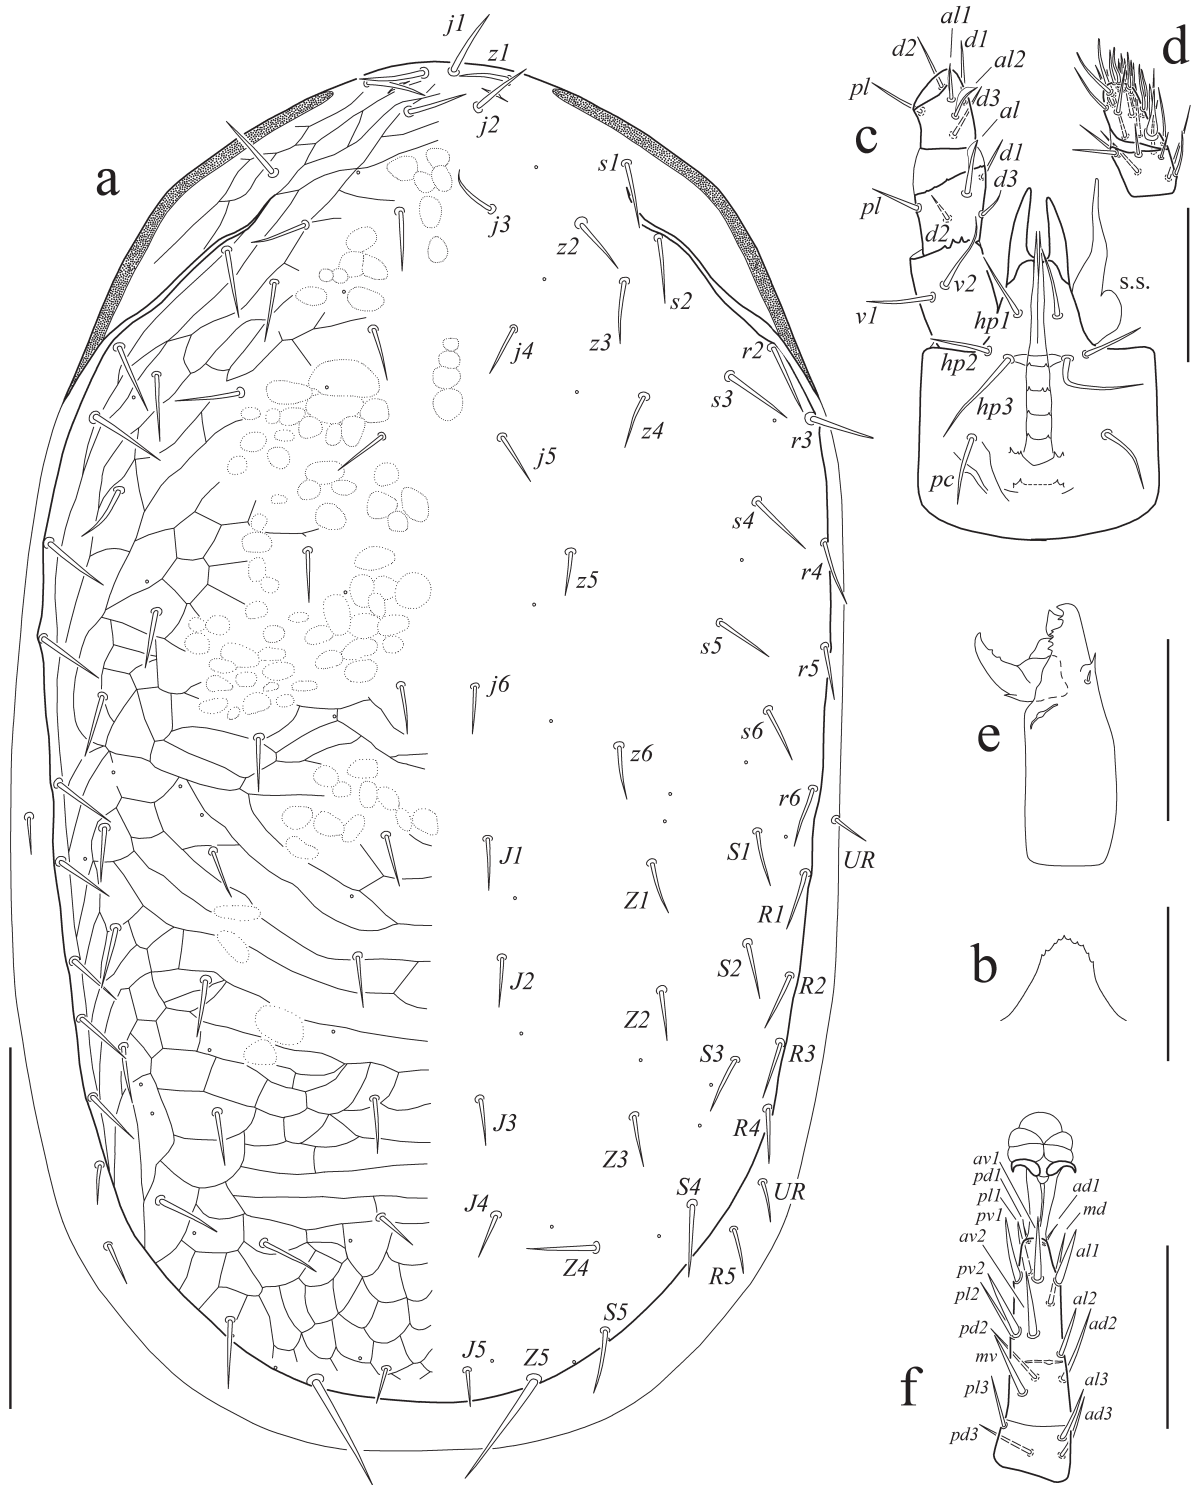 a
j1
z1
j2
s1
j3
z2
s2
z3
j4
r2
s3
z4
r3
j5
s4
z5
r4
s5
r5
j6
s6
z6
r6
J1
S1
UR
Z1
R1
J2
S2
R2
Z2
S3
R3
J3
R4
Z3
J4
S4
UR
Z4
R5
S5
J5
Z5
c
al1
d2
d1
al2
pl
d3
al
d1
d3
pl
d2
v2
v1
hp1
s.s.
hp2
hp3
pc
d
e
b
f
av1
pd1
pl1
pv1
av2
pv2
pl2
pd2
mv
pl3
pd3
ad1
md
al1
al2
ad2
al3
ad3